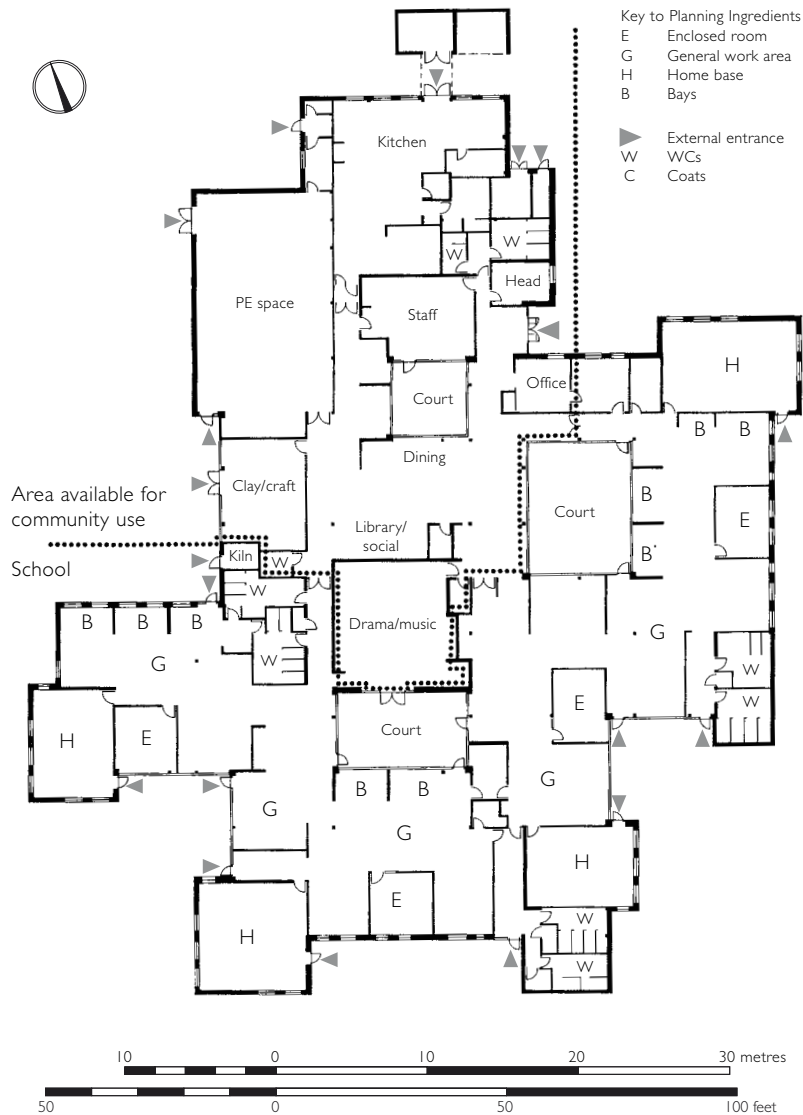 Key to Planning Ingredients
E Enclosed room
G General work area
H Home base
B Bays
External entrance
W WCs
C Coats
Kitchen
W
W
Head
PE space
Staff
Office
H
Court
B B
Dining
Clay/craft
B
Court
E
Area available for
community use
Library/
social
B
Kiln
W
School
W
Drama/music
B B B
G
G
W
W
W
E
H
E
Court
G
B B
G
G
H
E
H
W
W
10 0 10 20 30 metres
50 0 50 100 feet